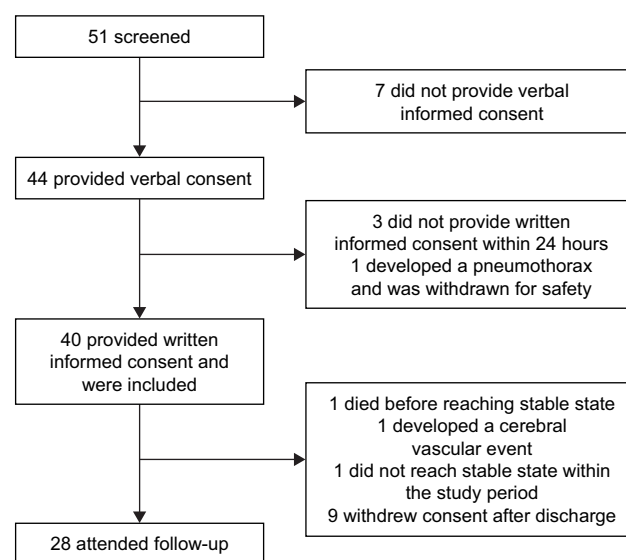 51 screened
7 did not provide verbal
informed consent
44 provided verbal consent
3 did not provide written
informed consent within 24 hours
1 developed a pneumothorax
and was withdrawn for safety
40 provided written
informed consent and
were included
1 died before reaching stable state
1 developed a cerebral
vascular event
1 did not reach stable state within
the study period
9 withdrew consent after discharge
28 attended follow-up